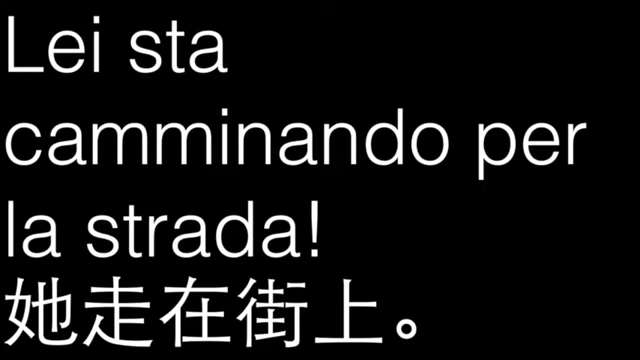 Lei sta
camminando per
la strada!
她走在街上。